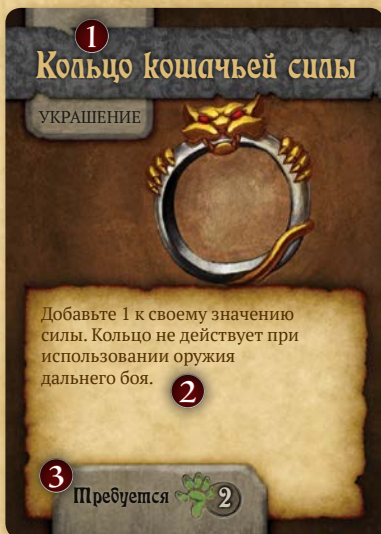 1
Кольцо кошачьей силы
УКРАШЕНИЕ
Добавьте 1 к своему значению
силы. Кольцо не действует при
использовании оружия
дальнего боя.
2
3
Требуется 2